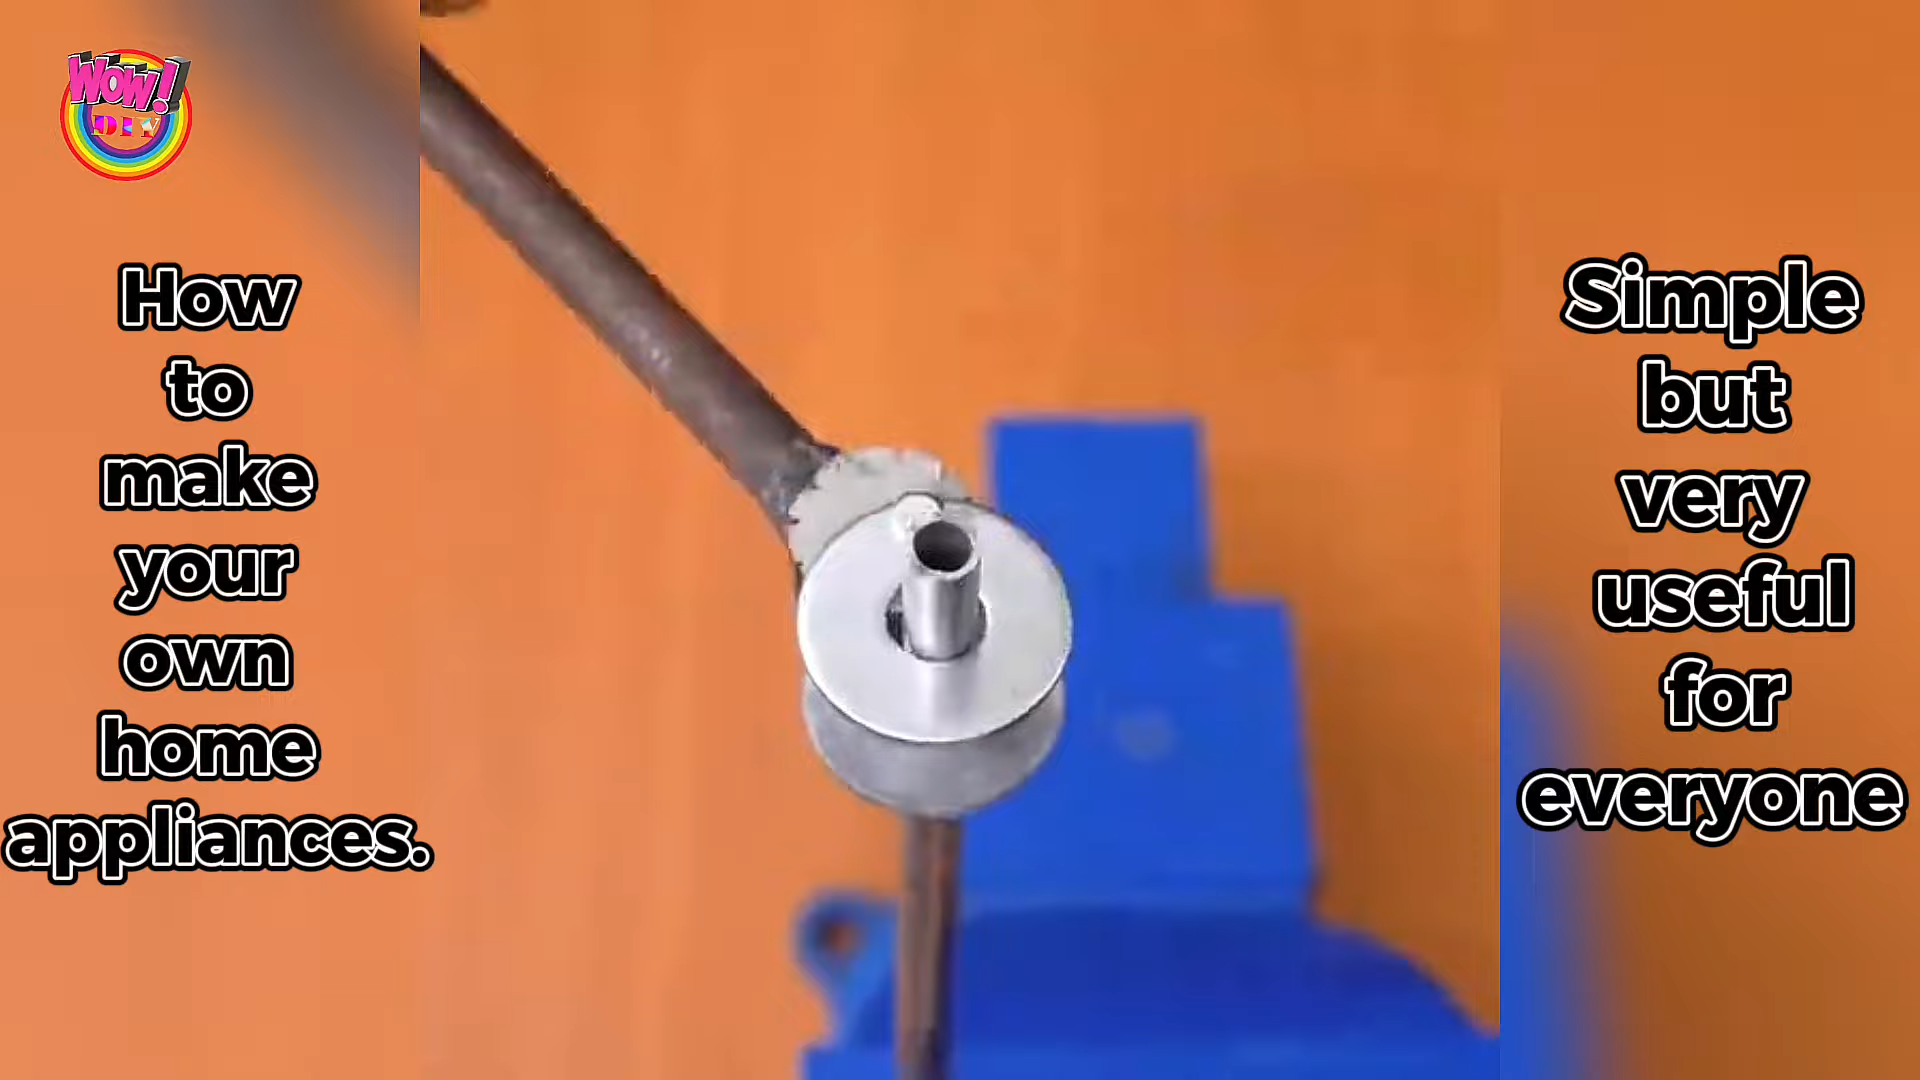 WOW!
DIY
How
to
make
your
own
home
appliances.
Simple
but
very
useful
for
everyone